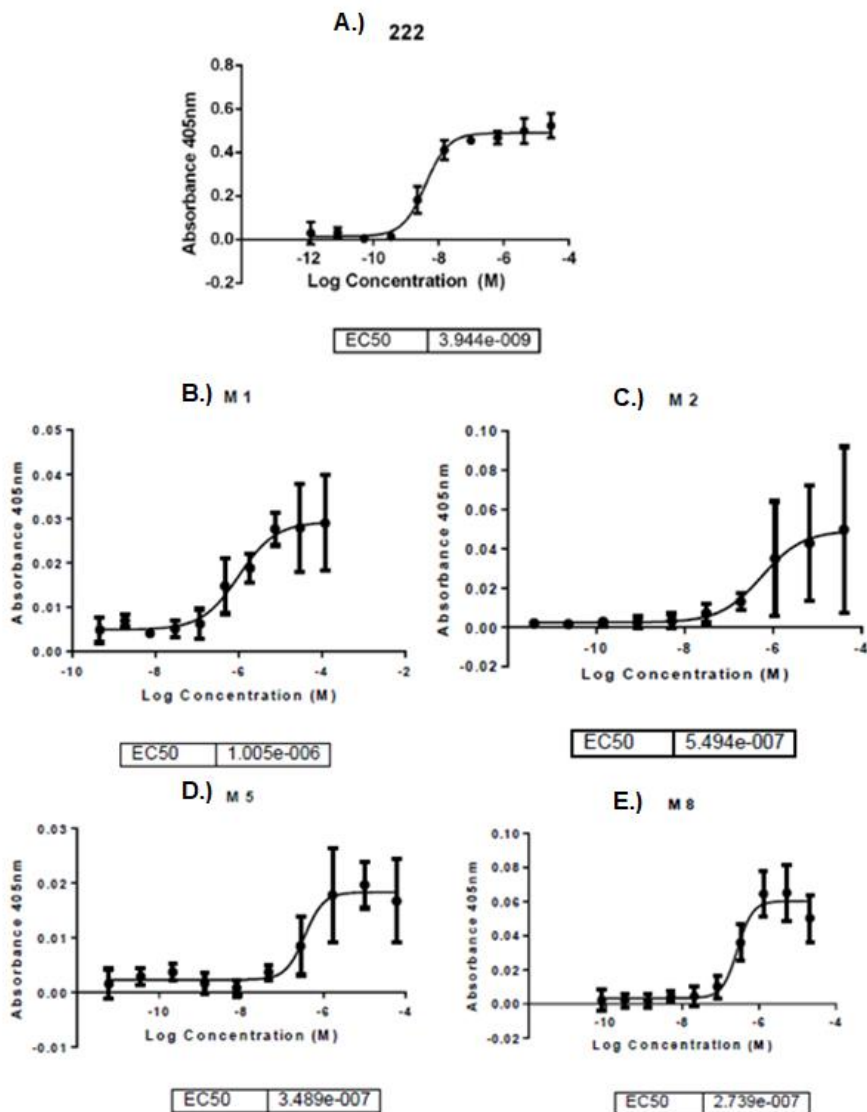 A.) 222
0.8
0.6
0.4
0.2
0.0
-0.2
Absorbance 405nm
-12 -10 -8 -6 -4
Log Concentration (M)
EC50 3.944e-009
B.) M 1
0.05
0.04
0.03
0.02
0.01
0.00
Absorbance 405nm
-10 -8 -6 -4 -2
Log Concentration (M)
EC50 1.005e-006
C.) M 2
0.10
0.08
0.06
0.04
0.02
0.00
-0.02
Absorbance 405nm
-10 -8 -6 -4
Log Concentration (M)
EC50 5.494e-007
D.) M 5
0.03
0.02
0.01
0.00
-0.01
Absorbance 405nm
-10 -8 -6 -4
Log Concentration (M)
EC50 3.489e-007
E.) M 8
0.10
0.08
0.06
0.04
0.02
0.00
-0.02
Absorbance 405nm
-10 -8 -6 -4
Log Concentration (M)
EC50 2.739e-007